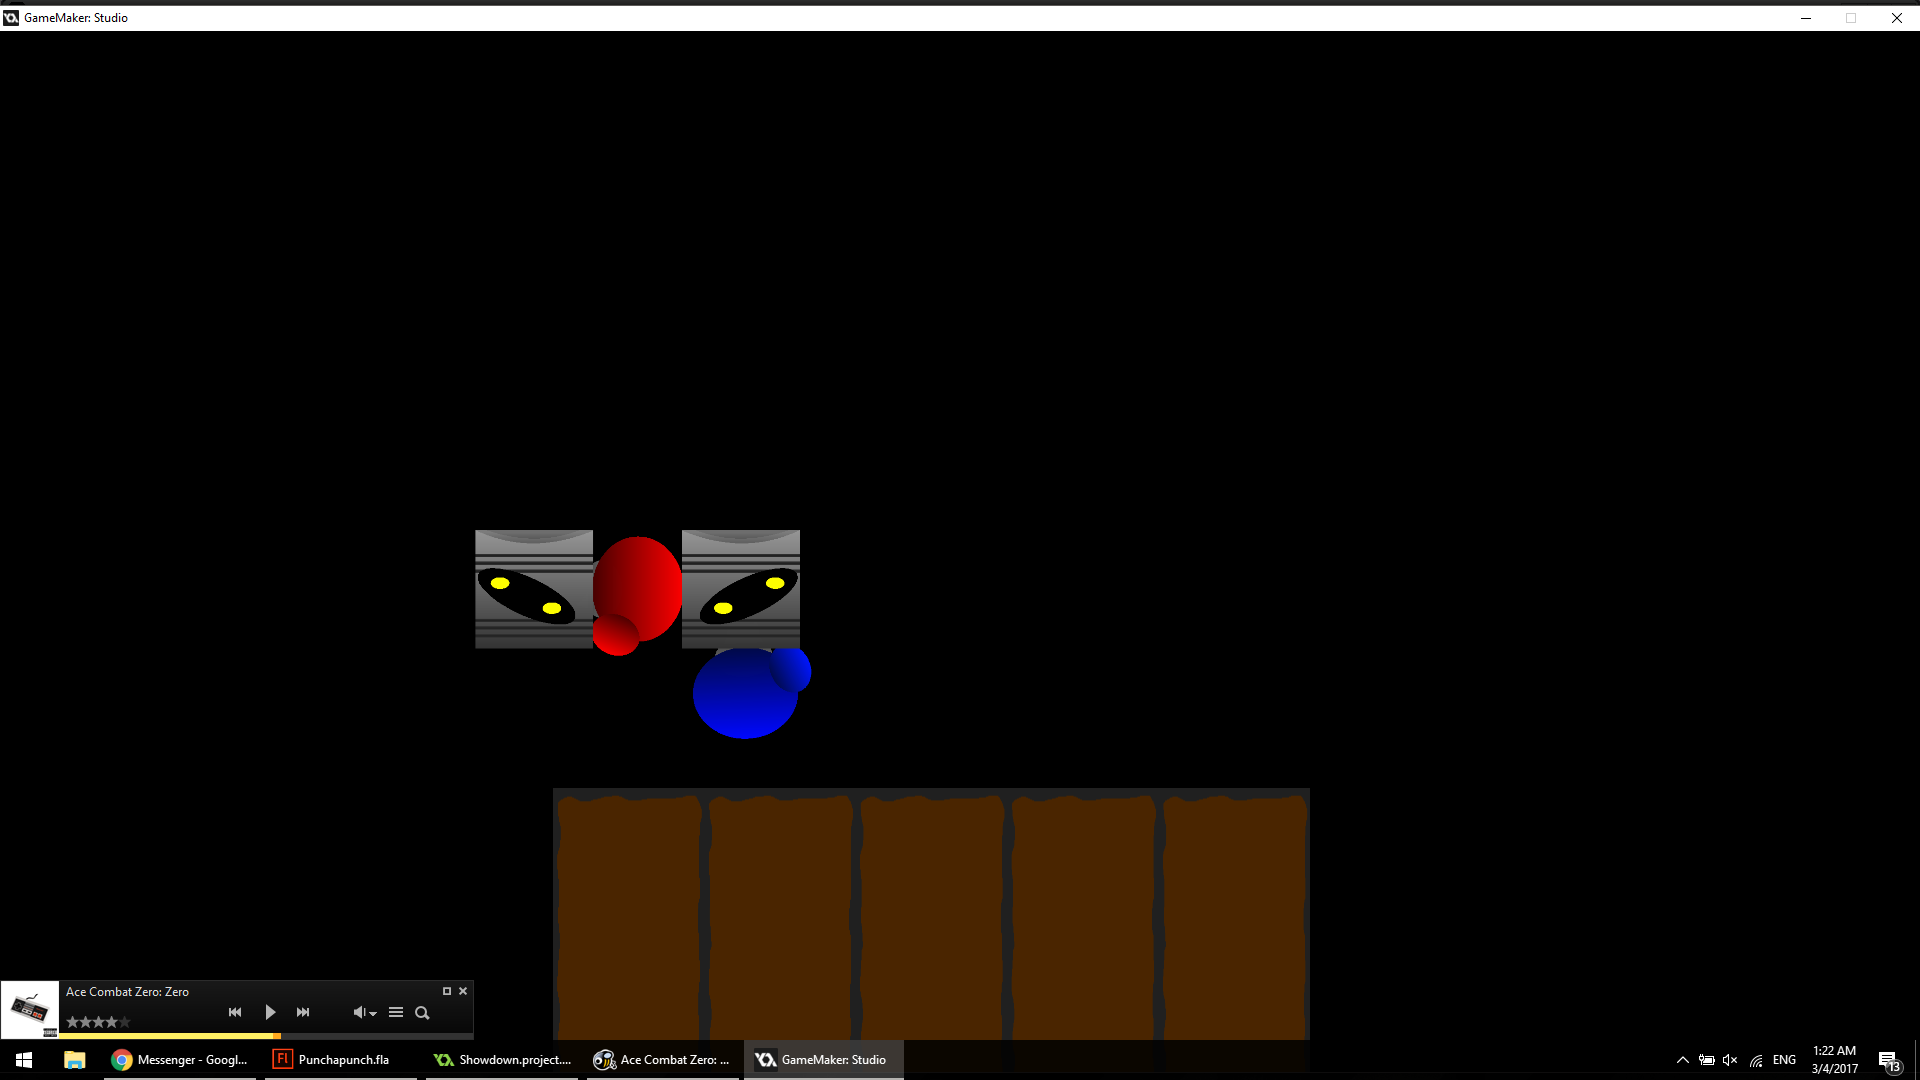 GameMaker: Studio
Ace Combat Zero: Zero
Messenger - Googl...
Fl
Punchapunch.fla
Showdown.project....
Ace Combat Zero: ...
GameMaker: Studio
ENG
1:22 AM
3/4/2017
13